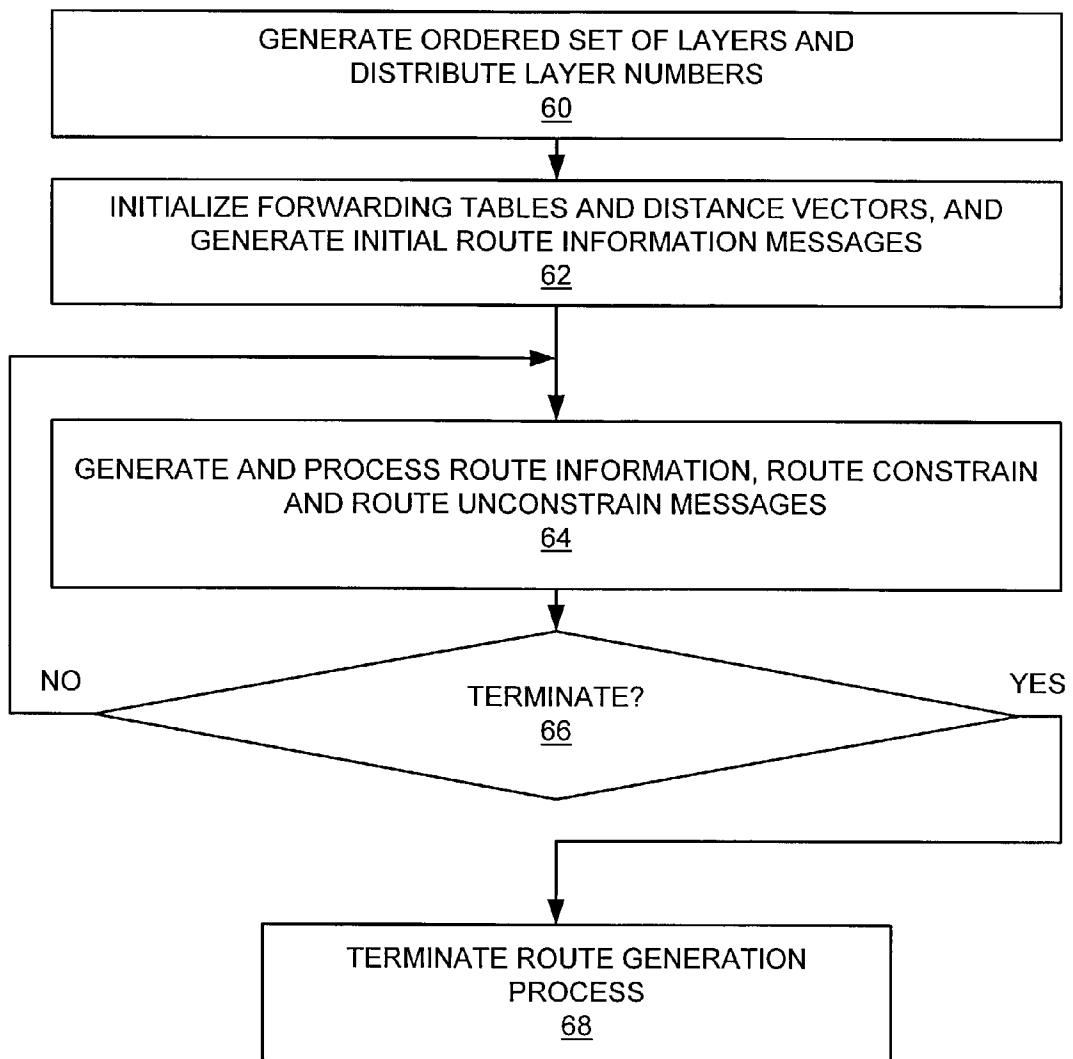 GENERATE ORDERED SET OF LAYERS AND
DISTRIBUTE LAYER NUMBERS
60
INITIALIZE FORWARDING TABLES AND DISTANCE VECTORS, AND
GENERATE INITIAL ROUTE INFORMATION MESSAGES
62
GENERATE AND PROCESS ROUTE INFORMATION, ROUTE CONSTRAIN
AND ROUTE UNCONSTRAIN MESSAGES
64
NO
TERMINATE?
YES
66
TERMINATE ROUTE GENERATION
PROCESS
68